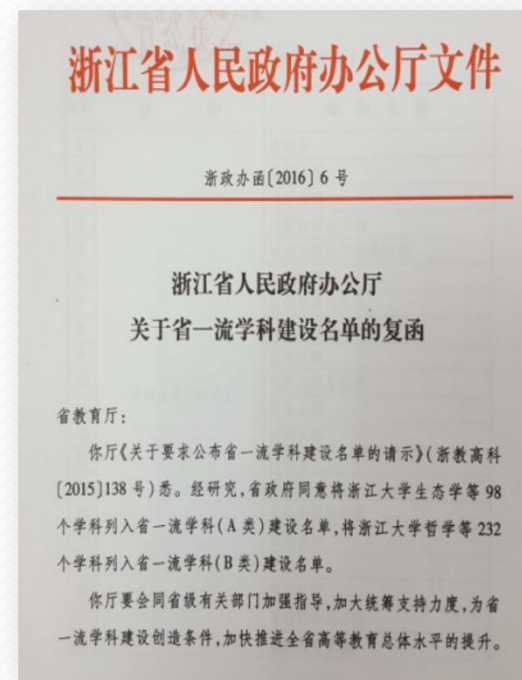 浙江省人民政府办公厅文件
浙政办函〔2016〕6 号
浙江省人民政府办公厅
关于省一流学科建设名单的复函
省教育厅：
你厅《关于要求公布省一流学科建设名单的请示》（浙教高科
〔2015〕138 号）悉。经研究，省政府同意将浙江大学生态学等 98
个学科列入省一流学科（A 类）建设名单，将浙江大学哲学等 232
个学科列入省一流学科（B 类）建设名单。
你厅要会同省级有关部门加强指导，加大统筹支持力度，为省
一流学科建设创造条件，加快推进全省高等教育总体水平的提升。